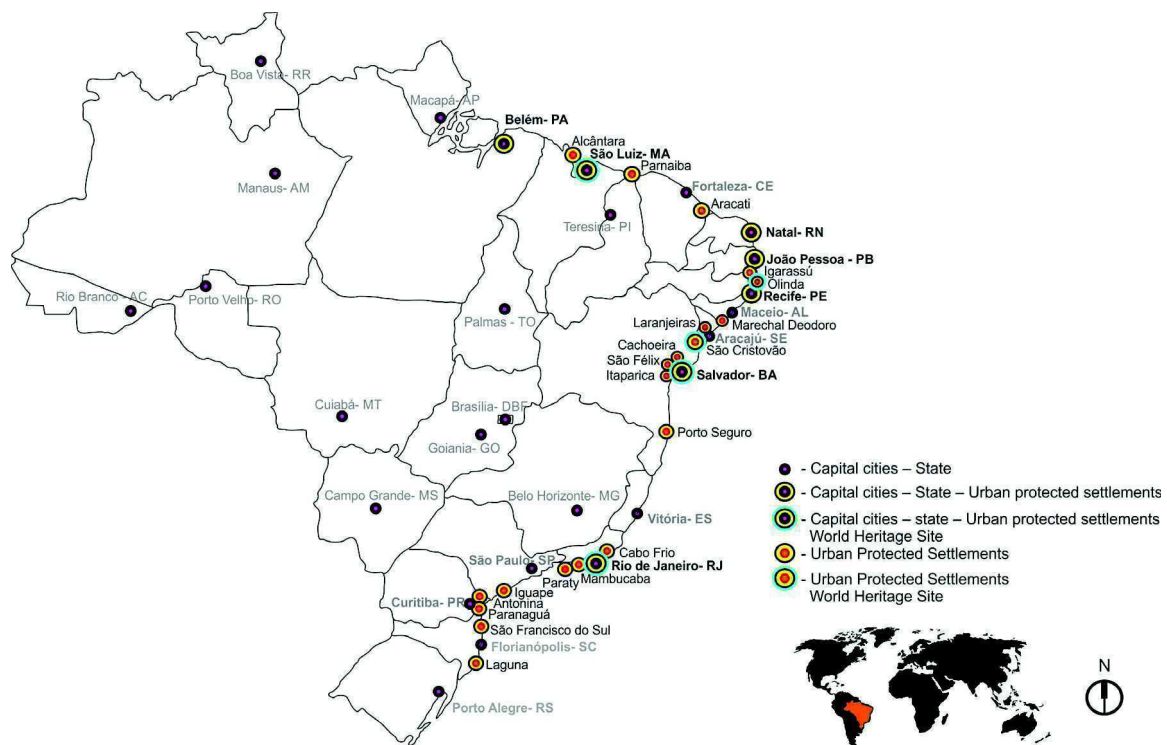 Boa Vista- RR
Macapá- AP
Belém- PA
Alcântara
São Luiz- MA
Parnaiba
Manaus- AM
Fortaleza- CE
Aracati
Teresina- PI
Natal- RN
João Pessoa - PB
Igarassú
Olinda
Recife- PE
Rio Branco - AC
Porto Velho- RO
Palmas - TO
Maceio- AL
Marechal Deodoro
Laranjeiras
Aracajú- SE
São Cristovão
Cachoeira
São Félix
Itaparica
Salvador- BA
Cuiabá- MT
Brasília- DBF
Goiania- GO
Porto Seguro
Campo Grande- MS
Belo Horizonte- MG
Vitória- ES
Cabo Frio
São Paulo- SP
Rio de Janeiro- RJ
Mambucaba
Paraty
Iguape
Curitiba- PR
Antonina
Paranaguá
São Francisco do Sul
Florianópolis- SC
Laguna
Porto Alegre- RS
- Capital cities – State
- Capital cities – State – Urban protected settlements
- Capital cities – state – Urban protected settlements
World Heritage Site
- Urban Protected Settlements
- Urban Protected Settlements
World Heritage Site
N